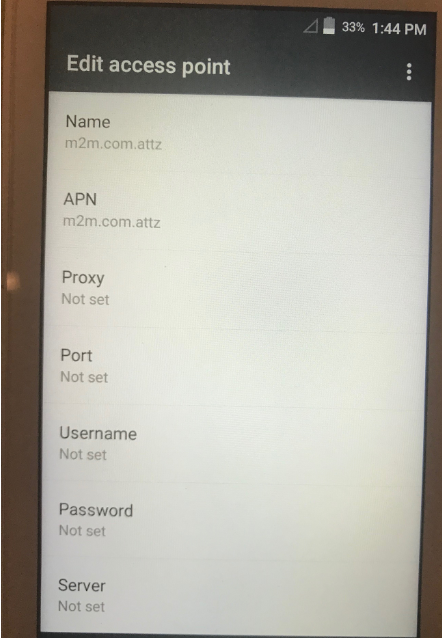 33% 1:44 PM
Edit access point
Name
m2m.com.attz
APN
m2m.com.attz
Proxy
Not set
Port
Not set
Username
Not set
Password
Not set
Server
Not set